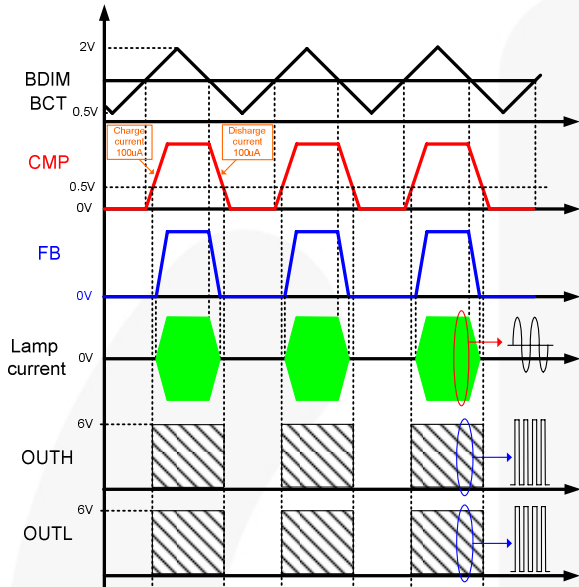 2V
BDIM
BCT
0.5V
Charge
current
100uA
Disharge
current
100uA
CMP
0.5V
0V
FB
0V
Lamp
current
0V
6V
OUTH
6V
OUTL